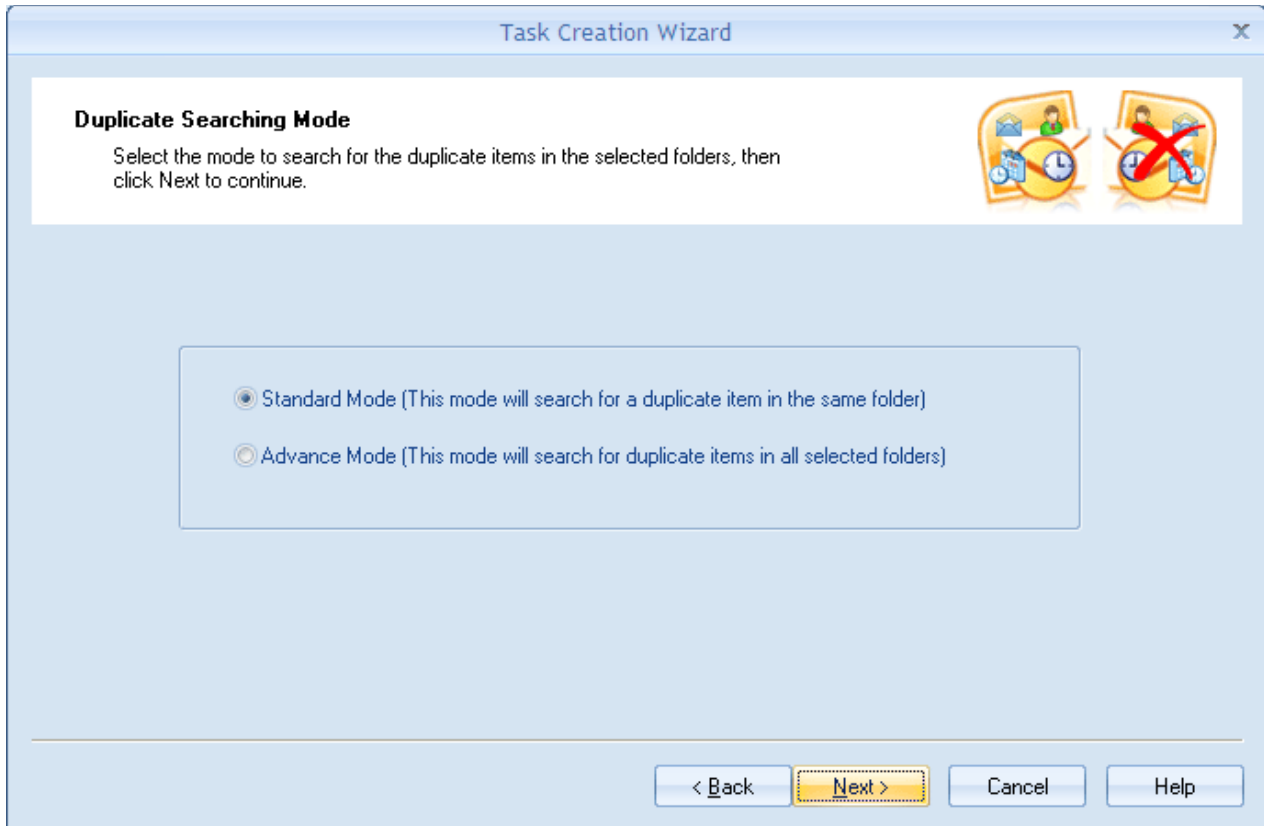 Task Creation Wizard
Duplicate Searching Mode
Select the mode to search for the duplicate items in the selected folders, then
click Next to continue.
Standard Mode (This mode will search for a duplicate item in the same folder)
Advance Mode (This mode will search for duplicate items in all selected folders)
< Back Next > Cancel Help